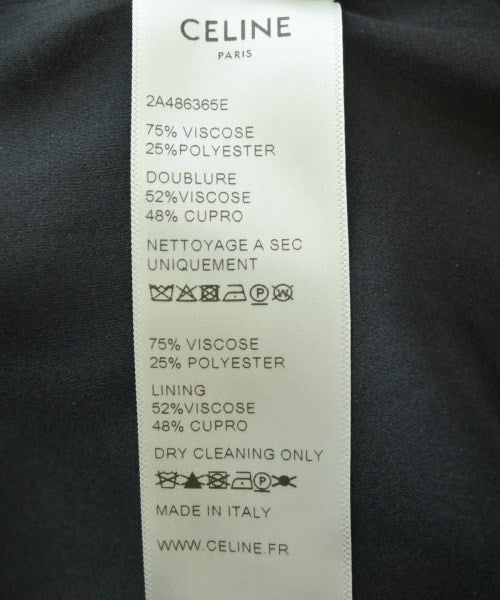 CELINE
PARIS
2A486365E
75% VISCOSE
25%POLYESTER
DOUBLURE
52%VISCOSE
48% CUPRO
NETTOYAGE A SEC
UNIQUEMENT
P W
75% VISCOSE
25% POLYESTER
LINING
52%VISCOSE
48% CUPRO
DRY CLEANING ONLY
P
MADE IN ITALY
WWW.CELINE.FR